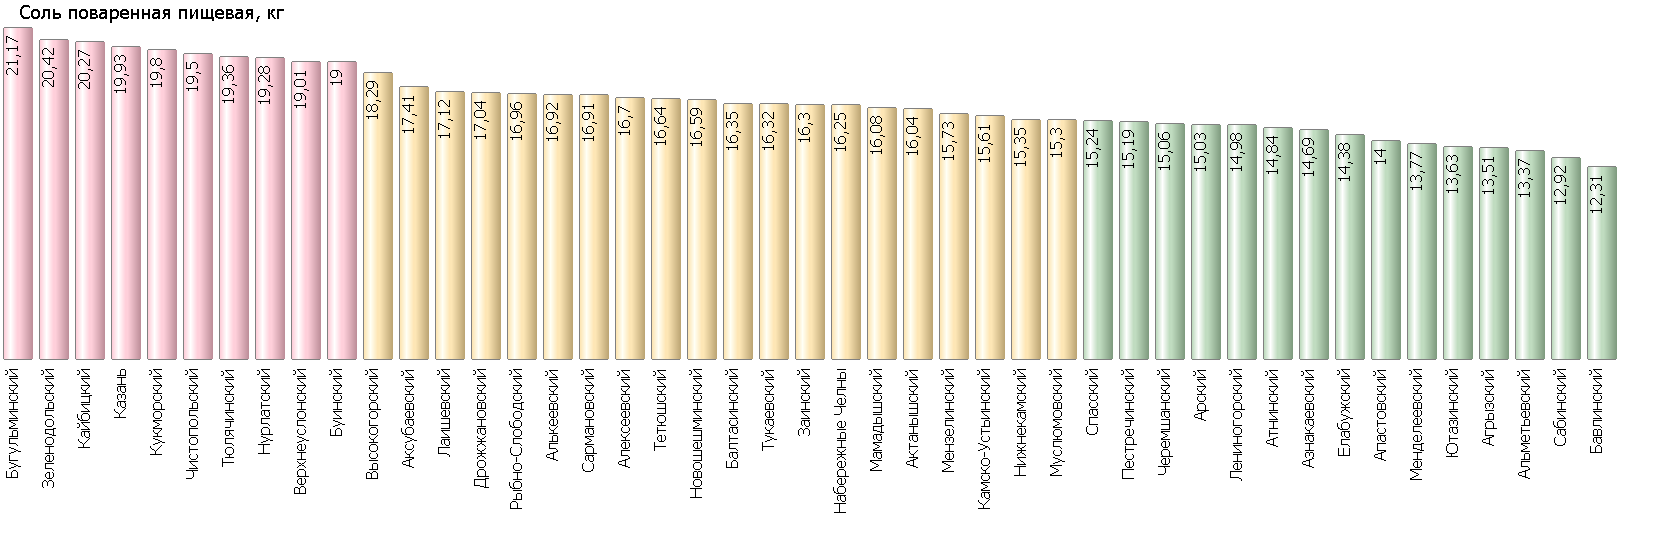 Соль поваренная пищевая, кг
21,17
20,42
20,27
19,93
19,8
19,5
19,36
19,28
19,01
19
18,29
17,41
17,12
17,04
16,96
16,92
16,91
16,7
16,64
16,59
16,35
16,32
16,3
16,25
16,08
16,04
15,73
15,61
15,35
15,3
15,24
15,19
15,06
15,03
14,98
14,84
14,69
14,38
14
13,77
13,63
13,51
13,37
12,92
12,31
Бугульминский
Зеленодольский
Кайбицкий
Казань
Кукморский
Чистопольский
Тюлячинский
Нурлатский
Верхнеуслонский
Буинский
Высокогорский
Аксубаевский
Лаишевский
Дрожжановский
Рыбно-Слободский
Алькеевский
Сармановский
Алексеевский
Тетюшский
Новошешминский
Балтасинский
Тукаевский
Заинский
Набережные Челны
Мамадышский
Актанышский
Мензелинский
Камско-Устьинский
Нижнекамский
Муслюмовский
Спасский
Пестречинский
Черемшанский
Арский
Лениногорский
Атнинский
Азнакаевский
Елабужский
Апастовский
Менделеевский
Ютазинский
Агрызский
Альметьевский
Сабинский
Бавлинский